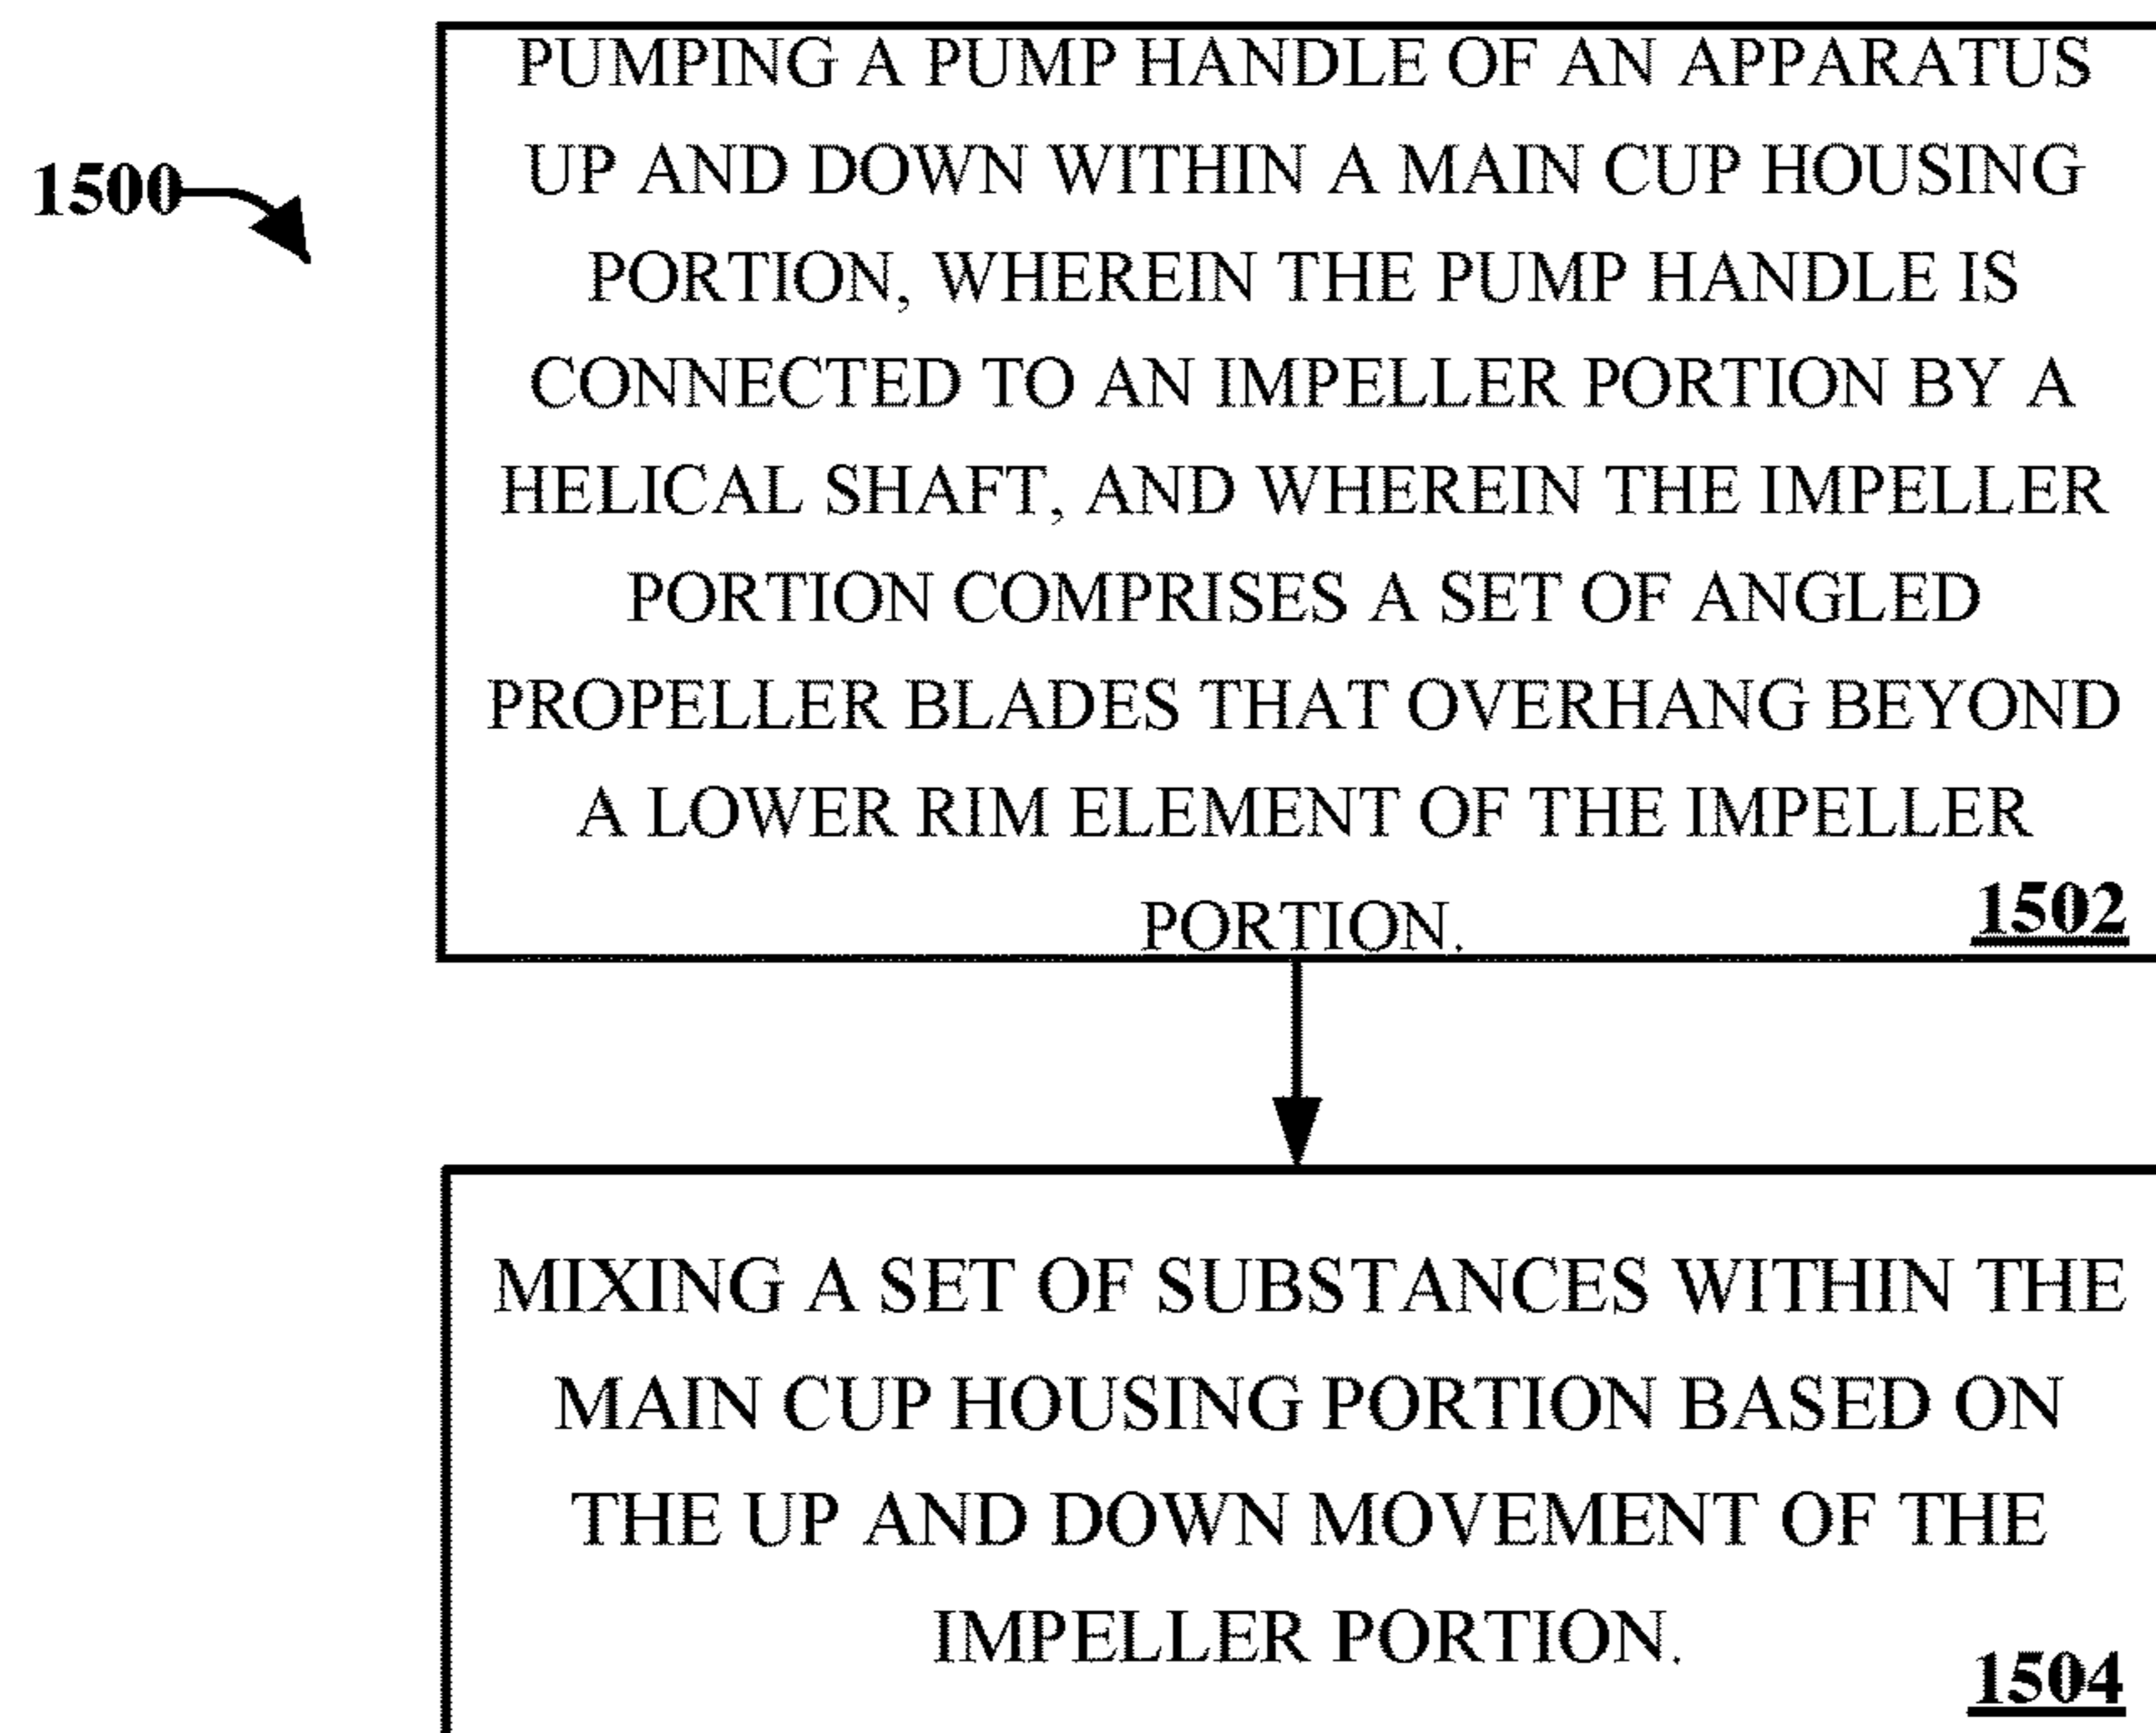 1500
PUMPING A PUMP HANDLE OF AN APPARATUS
UP AND DOWN WITHIN A MAIN CUP HOUSING
PORTION, WHEREIN THE PUMP HANDLE IS
CONNECTED TO AN IMPELLER PORTION BY A
HELICAL SHAFT, AND WHEREIN THE IMPELLER
PORTION COMPRISES A SET OF ANGLED
PROPELLER BLADES THAT OVERHANG BEYOND
A LOWER RIM ELEMENT OF THE IMPELLER
PORTION.
1502
MIXING A SET OF SUBSTANCES WITHIN THE
MAIN CUP HOUSING PORTION BASED ON
THE UP AND DOWN MOVEMENT OF THE
IMPELLER PORTION.
1504